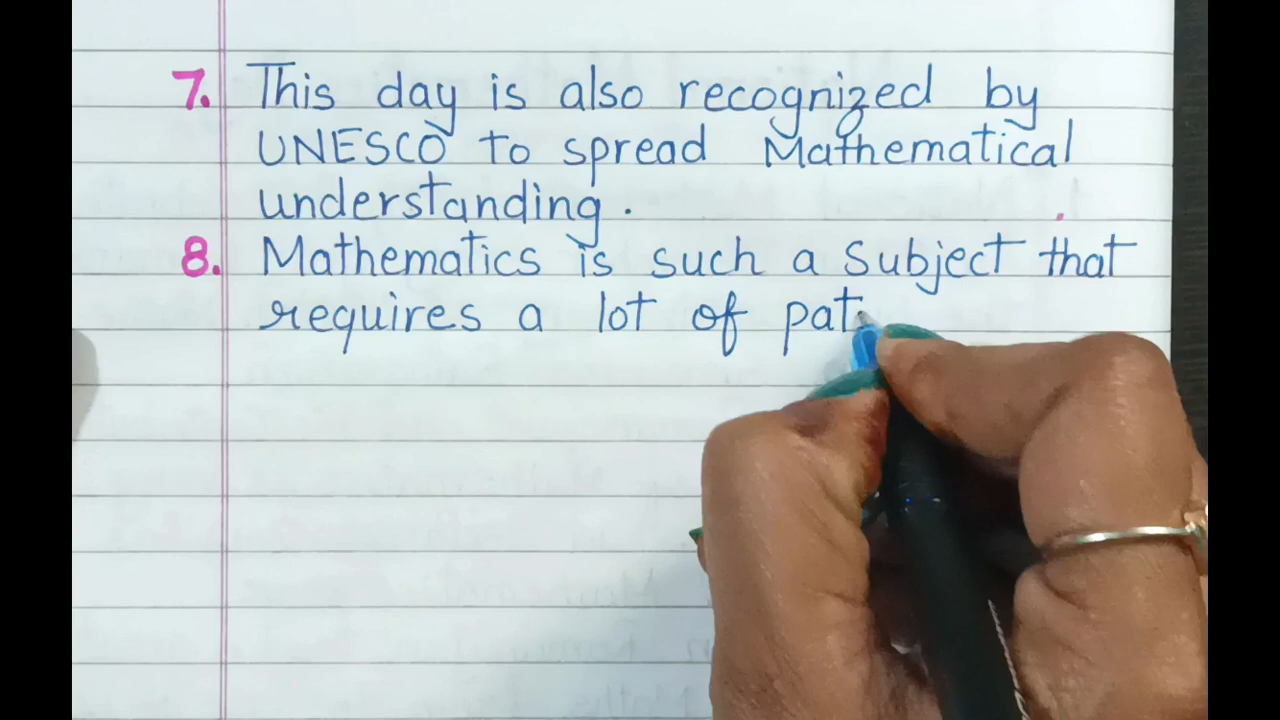 7. This day is also recognized by
UNESCO to spread Mathematical
understanding.
8. Mathematics is such a subject that
requires a lot of pat